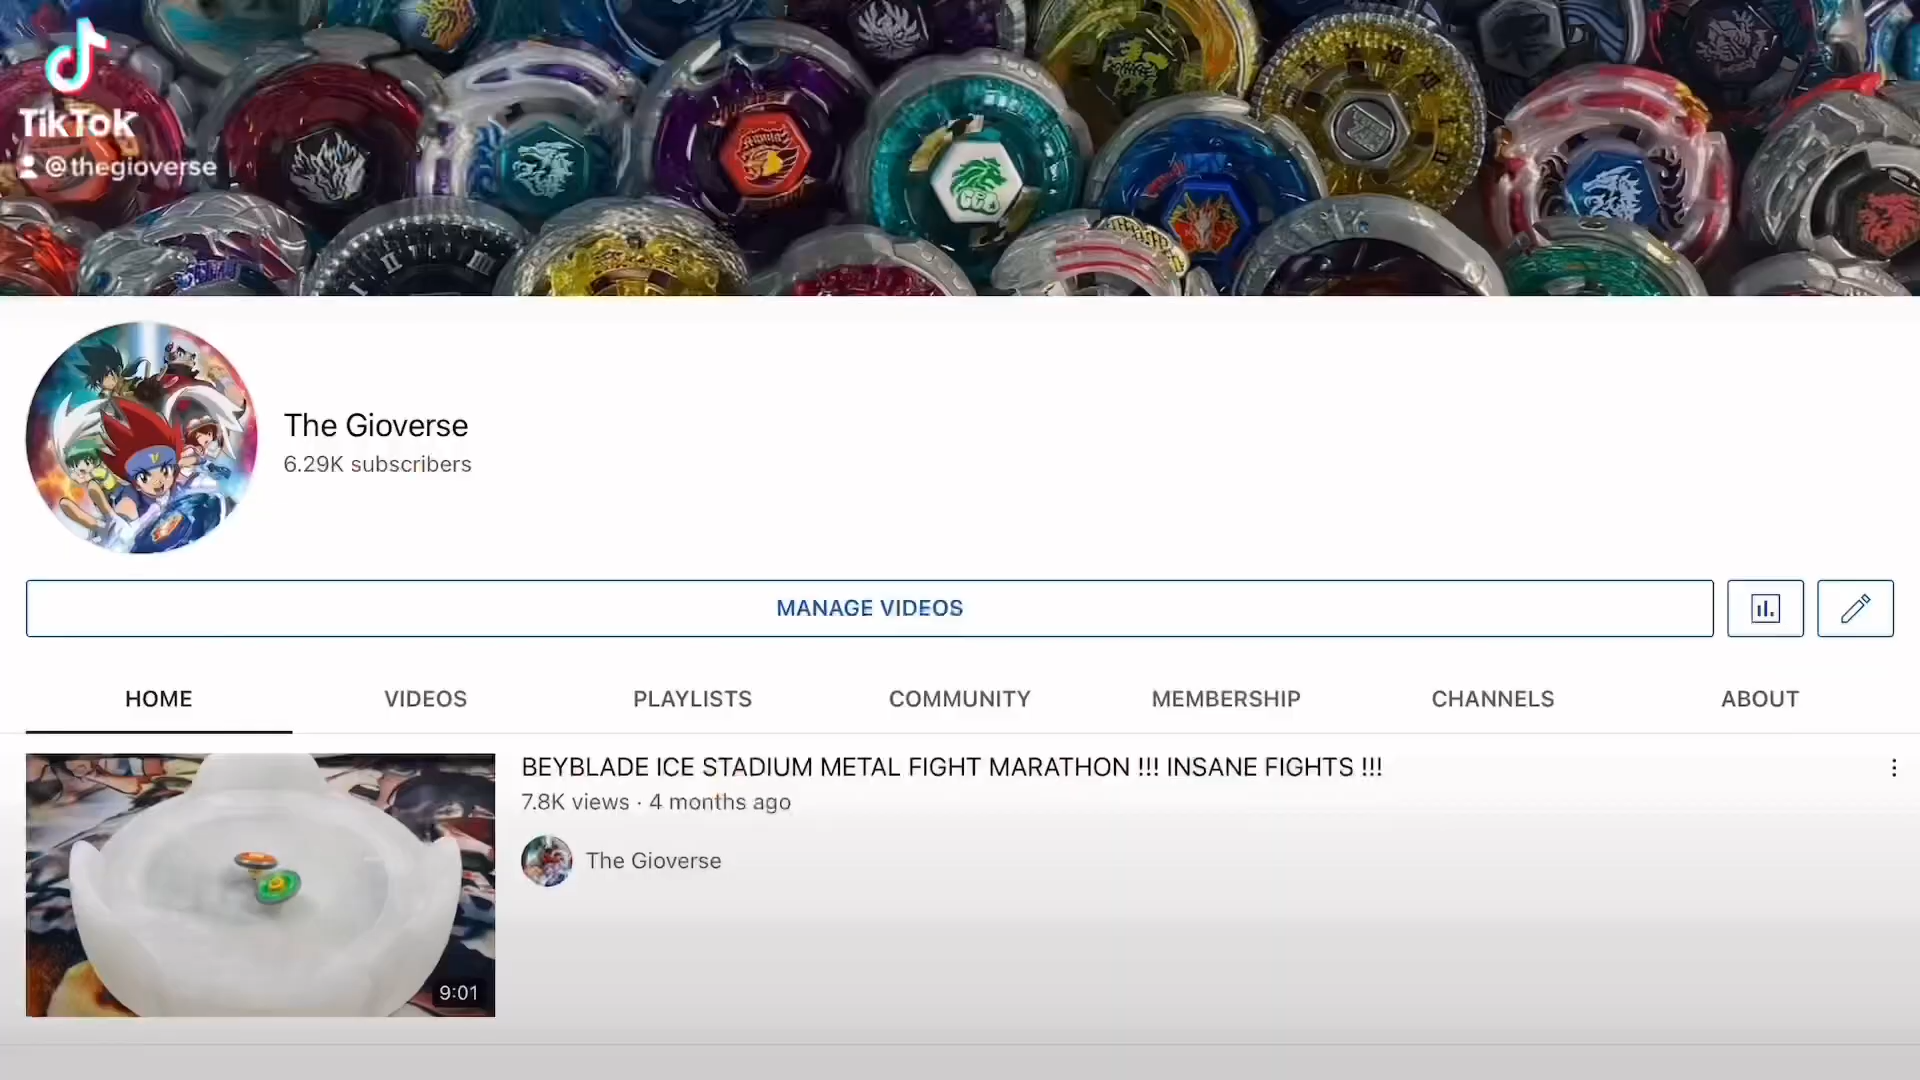 TikTok
@thegioverse
The Gioverse
6.29K subscribers
MANAGE VIDEOS
HOME
VIDEOS
PLAYLISTS
COMMUNITY
MEMBERSHIP
CHANNELS
ABOUT
BEYBLADE ICE STADIUM METAL FIGHT MARATHON !!! INSANE FIGHTS !!!
7.8K views · 4 months ago
The Gioverse
9:01